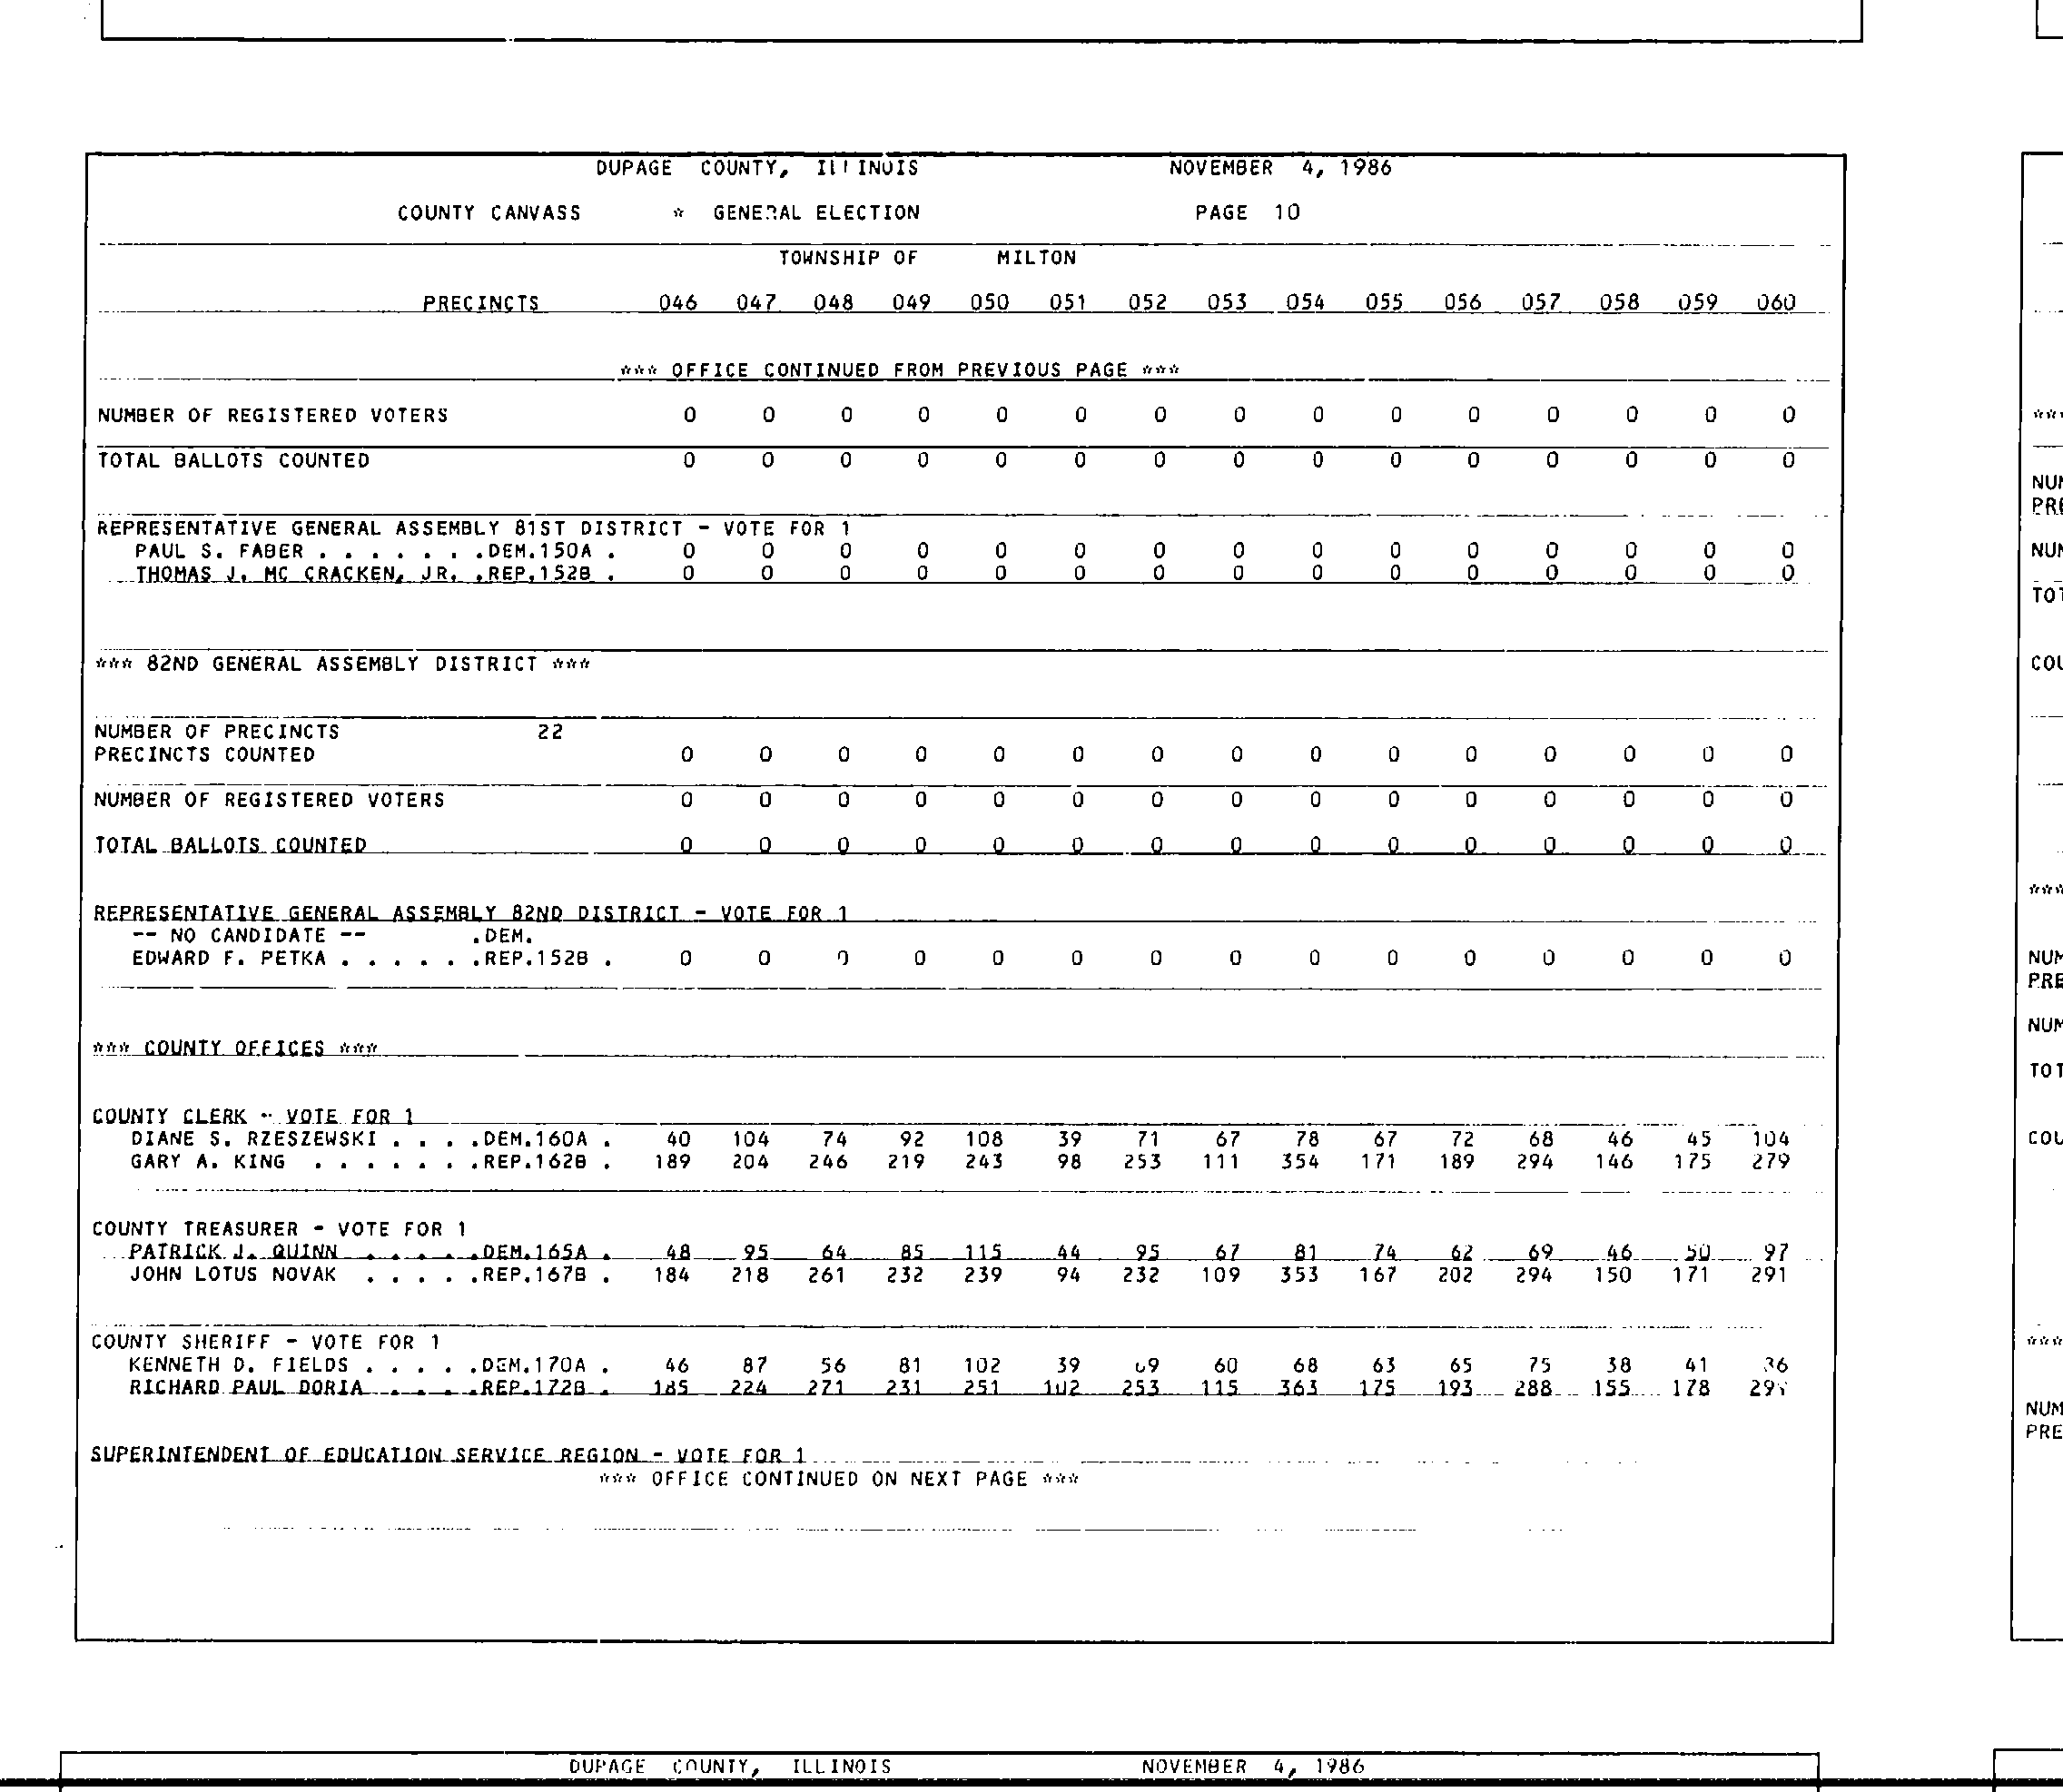 DUPAGE COUNTY, ILLINOIS NOVEMBER 4, 1986
COUNTY CANVASS * GENERAL ELECTION PAGE 10
TOWNSHIP OF MILTON
PRECINCTS 046 047 048 049 050 051 052 053 054 055 056 057 058 059 060
*** OFFICE CONTINUED FROM PREVIOUS PAGE ***
NUMBER OF REGISTERED VOTERS 0 0 0 0 0 0 0 0 0 0 0 0 0 0 0
TOTAL BALLOTS COUNTED 0 0 0 0 0 0 0 0 0 0 0 0 0 0 0
REPRESENTATIVE GENERAL ASSEMBLY 81ST DISTRICT - VOTE FOR 1
PAUL S. FABER . . . . . . .DEM.150A . 0 0 0 0 0 0 0 0 0 0 0 0 0 0 0
THOMAS J. MC CRACKEN, JR. .REP.152B . 0 0 0 0 0 0 0 0 0 0 0 0 0 0 0
*** 82ND GENERAL ASSEMBLY DISTRICT ***
NUMBER OF PRECINCTS 22
PRECINCTS COUNTED 0 0 0 0 0 0 0 0 0 0 0 0 0 0 0
NUMBER OF REGISTERED VOTERS 0 0 0 0 0 0 0 0 0 0 0 0 0 0 0
TOTAL BALLOTS COUNTED 0 0 0 0 0 0 0 0 0 0 0 0 0 0 0
REPRESENTATIVE GENERAL ASSEMBLY 82ND DISTRICT - VOTE FOR 1
-- NO CANDIDATE -- .DEM.
EDWARD F. PETKA . . . . . .REP.152B . 0 0 0 0 0 0 0 0 0 0 0 0 0 0 0
*** COUNTY OFFICES ***
COUNTY CLERK - VOTE FOR 1
DIANE S. RZESZEWSKI . . . .DEM.160A . 40 104 74 92 108 39 71 67 78 67 72 68 46 45 104
GARY A. KING . . . . . . .REP.162B . 189 204 246 219 243 98 253 111 354 171 189 294 146 175 279
COUNTY TREASURER - VOTE FOR 1
PATRICK J. QUINN . . . . .DEM.165A . 48 95 64 85 115 44 95 67 81 74 62 69 46 50 97
JOHN LOTUS NOVAK . . . . .REP.167B . 184 218 261 232 239 94 232 109 353 167 202 294 150 171 291
COUNTY SHERIFF - VOTE FOR 1
KENNETH D. FIELDS . . . . .DEM.170A . 46 87 56 81 102 39 69 60 68 63 65 75 38 41
RICHARD PAUL DORIA . . . .REP.172B . 185 224 271 231 251 102 253 115 363 175 193 288 155 178
SUPERINTENDENT OF EDUCATION SERVICE REGION - VOTE FOR 1
*** OFFICE CONTINUED ON NEXT PAGE ***
DUPAGE COUNTY, ILLINOIS NOVEMBER 4, 1986